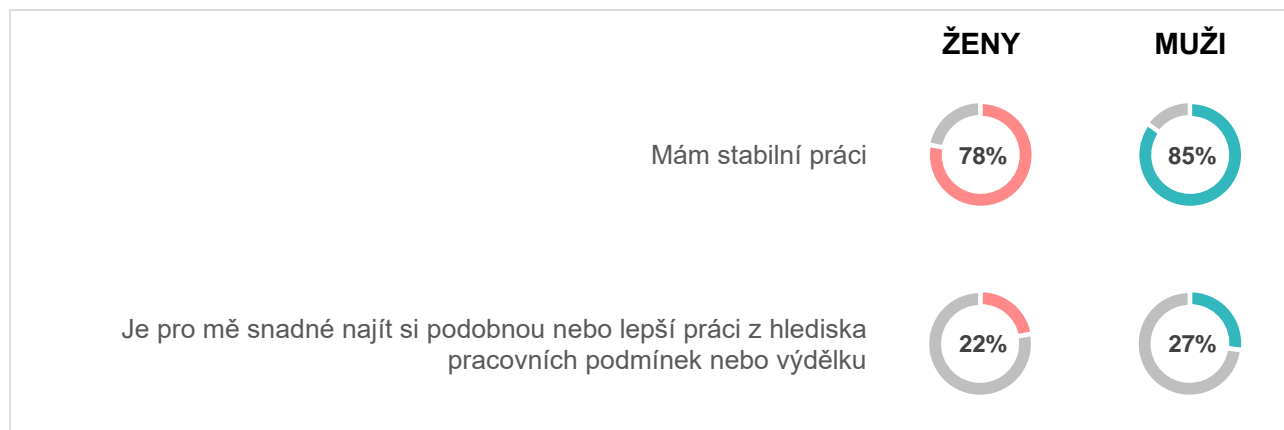 ŽENY MUŽI
Mám stabilní práci 78% 85%
Je pro mě snadné najít si podobnou nebo lepší práci z hlediska
pracovních podmínek nebo výdělku 22% 27%